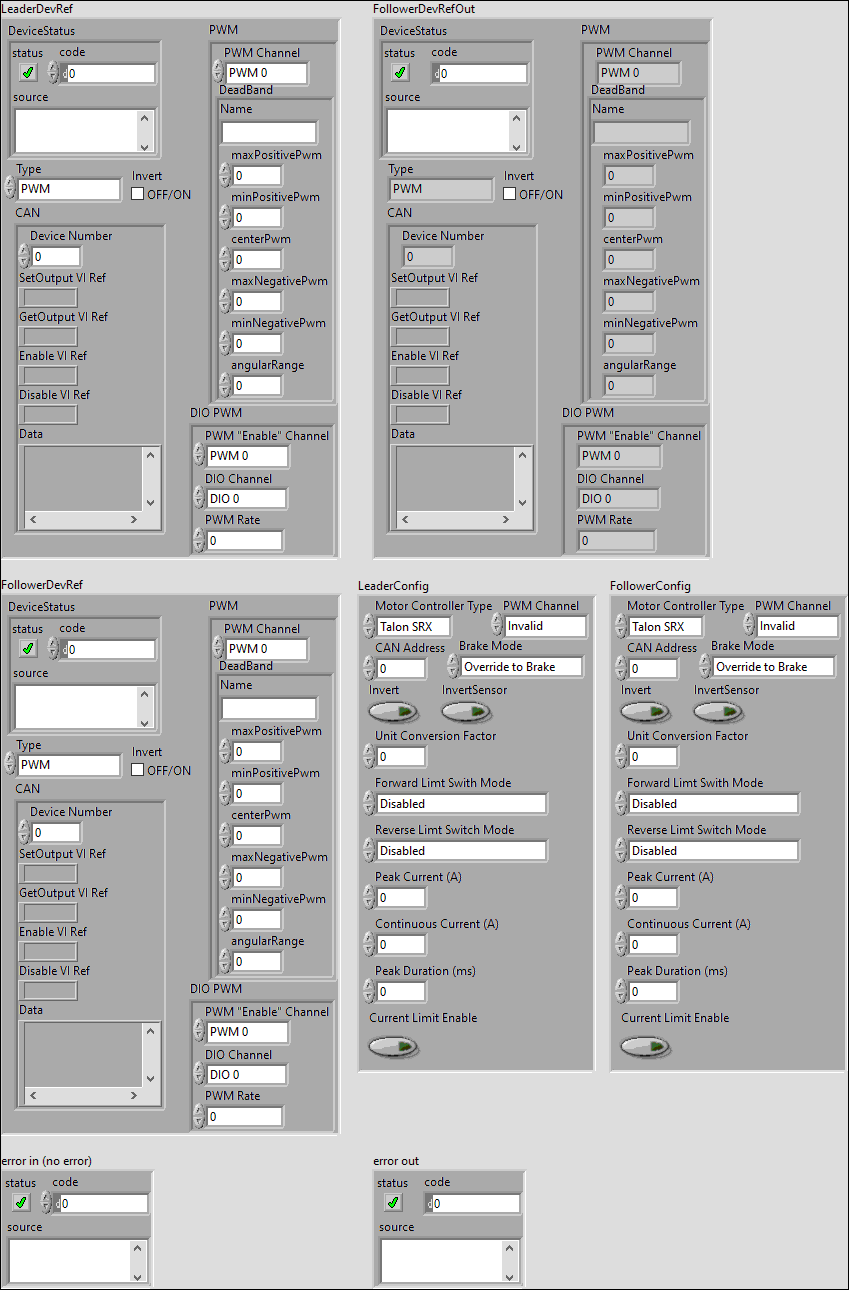 LeaderDevRef
DeviceStatus
status code
0
source
Type
PWM
Invert
OFF/ON
CAN
Device Number
0
SetOutput VI Ref
GetOutput VI Ref
Enable VI Ref
Disable VI Ref
Data
PWM
PWM Channel
PWM 0
DeadBand
Name
maxPositivePwm
0
minPositivePwm
0
centerPwm
0
maxNegativePwm
0
minNegativePwm
0
angularRange
0
DIO PWM
PWM "Enable" Channel
PWM 0
DIO Channel
DIO 0
PWM Rate
0
FollowerDevRefOut
DeviceStatus
status code
d0
source
Type
PWM
Invert
OFF/ON
CAN
Device Number
0
SetOutput VI Ref
GetOutput VI Ref
Enable VI Ref
Disable VI Ref
Data
PWM
PWM Channel
PWM 0
DeadBand
Name
maxPositivePwm
0
minPositivePwm
0
centerPwm
0
maxNegativePwm
0
minNegativePwm
0
angularRange
0
DIO PWM
PWM "Enable" Channel
PWM 0
DIO Channel
DIO 0
PWM Rate
0
FollowerDevRef
DeviceStatus
status code
d0
source
Type
PWM
Invert
OFF/ON
CAN
Device Number
0
SetOutput VI Ref
GetOutput VI Ref
Enable VI Ref
Disable VI Ref
Data
PWM
PWM Channel
PWM 0
DeadBand
Name
maxPositivePwm
0
minPositivePwm
0
centerPwm
0
maxNegativePwm
0
minNegativePwm
0
angularRange
0
DIO PWM
PWM "Enable" Channel
PWM 0
DIO Channel
DIO 0
PWM Rate
0
LeaderConfig
Motor Controller Type PWM Channel
Talon SRX Invalid
CAN Address Brake Mode
0 Override to Brake
Invert InvertSensor
Unit Conversion Factor
0
Forward Limt Swith Mode
Disabled
Reverse Limt Switch Mode
Disabled
Peak Current (A)
0
Continuous Current (A)
0
Peak Duration (ms)
0
Current Limit Enable
FollowerConfig
Motor Controller Type PWM Channel
Talon SRX Invalid
CAN Address Brake Mode
0 Override to Brake
Invert InvertSensor
Unit Conversion Factor
0
Forward Limt Swith Mode
Disabled
Reverse Limt Switch Mode
Disabled
Peak Current (A)
0
Continuous Current (A)
0
Peak Duration (ms)
0
Current Limit Enable
error in (no error)
status code
d0
source
error out
status code
d0
source